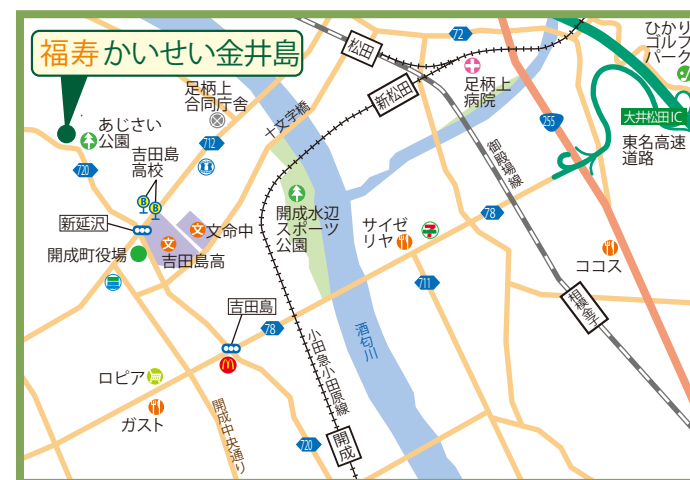 福寿かいせい金井島
松田
72
ひかり
ゴルフ
パーク
足柄上
合同庁舎
新松田
足柄上
病院
十文字橋
あじさい
公園
712
255
大井松田IC
東名高速
道路
吉田島
高校
720
B
B
御殿場線
新延沢
文
文命中
開成水辺
スポーツ
公園
サイゼ
リヤ
7
78
開成町役場
文
吉田島高
ココス
711
相模金子
吉田島
78
小田急小田原線
酒匂川
ロピア
ガスト
開成中央通り
720
開成